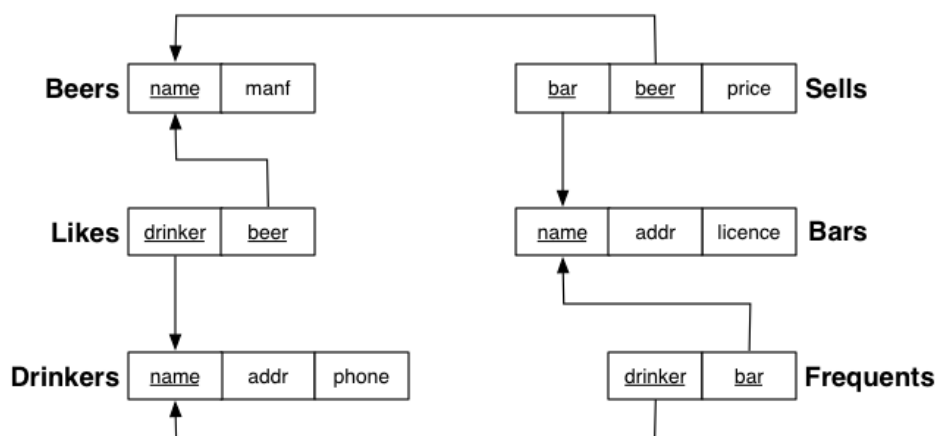 Beers name manf
bar beer price Sells
Likes drinker beer
name addr licence Bars
Drinkers name addr phone
drinker bar Frequents